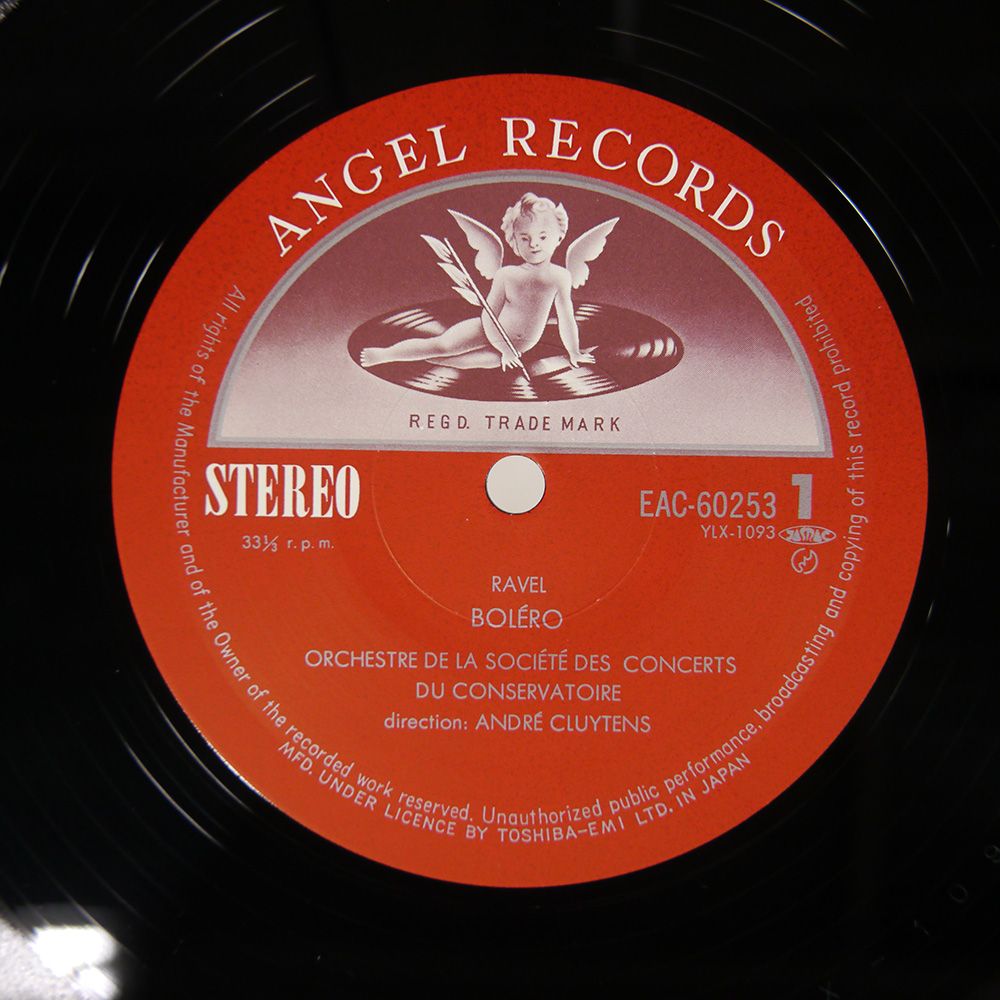 ANGEL RECORDS
REGD. TRADE MARK
STEREO
33⅓ r.p.m.
EAC-60253 1
YLX-1093 JASRAC
RAVEL
BOLÉRO
ORCHESTRE DE LA SOCIÉTÉ DES CONCERTS
DU CONSERVATOIRE
direction: ANDRÉ CLUYTENS
All rights of the Manufacturer and of the Owner of the recorded work reserved. Unauthorized public performance, broadcasting and copying of this record prohibited
MFD. UNDER LICENCE BY TOSHIBA-EMI LTD. IN JAPAN